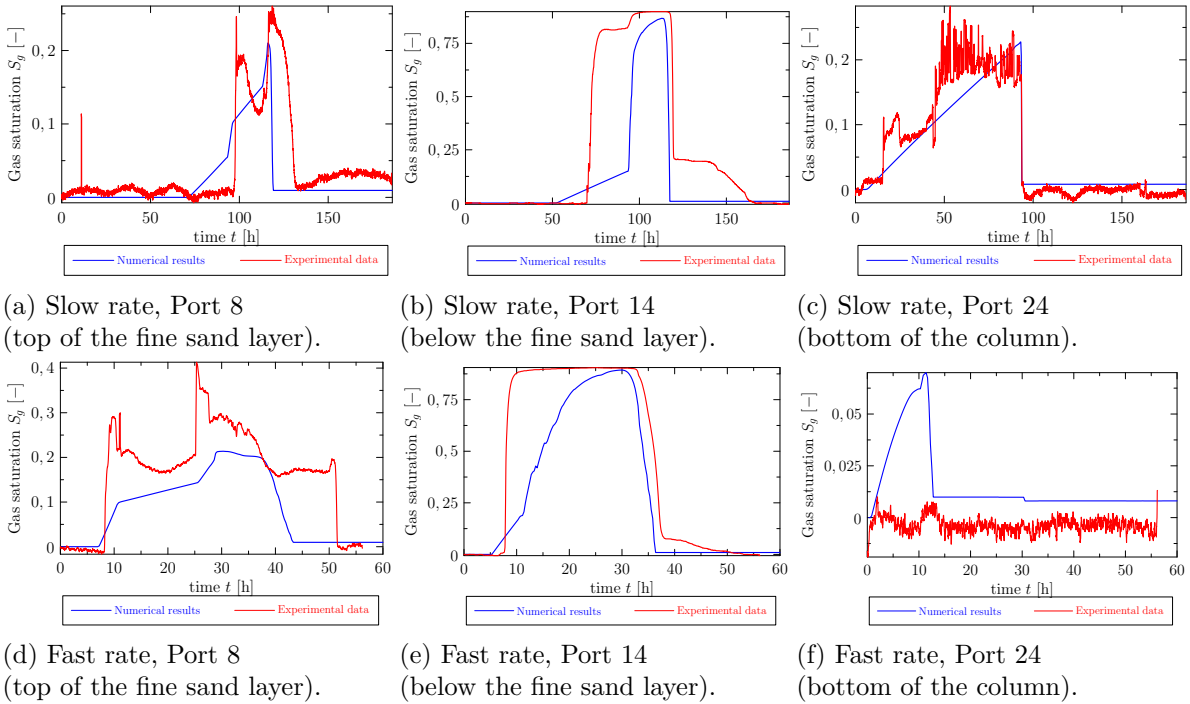 Gas saturation S_g [−]
0, 2
0, 1
0
0 50 100 150
time t [h]
Numerical results Experimental data
(a) Slow rate, Port 8
(top of the fine sand layer).
Gas saturation S_g [−]
0, 75
0, 5
0, 25
0
0 50 100 150
time t [h]
Numerical results Experimental data
(b) Slow rate, Port 14
(below the fine sand layer).
Gas saturation S_g [−]
0, 2
0, 1
0
0 50 100 150
time t [h]
Numerical results Experimental data
(c) Slow rate, Port 24
(bottom of the column).
Gas saturation S_g [−]
0, 4
0, 3
0, 2
0, 1
0
0 10 20 30 40 50 60
time t [h]
Numerical results Experimental data
(d) Fast rate, Port 8
(top of the fine sand layer).
Gas saturation S_g [−]
0, 75
0, 5
0, 25
0
0 10 20 30 40 50 60
time t [h]
Numerical results Experimental data
(e) Fast rate, Port 14
(below the fine sand layer).
Gas saturation S_g [−]
0, 05
0, 025
0
0 10 20 30 40 50 60
time t [h]
Numerical results Experimental data
(f) Fast rate, Port 24
(bottom of the column).